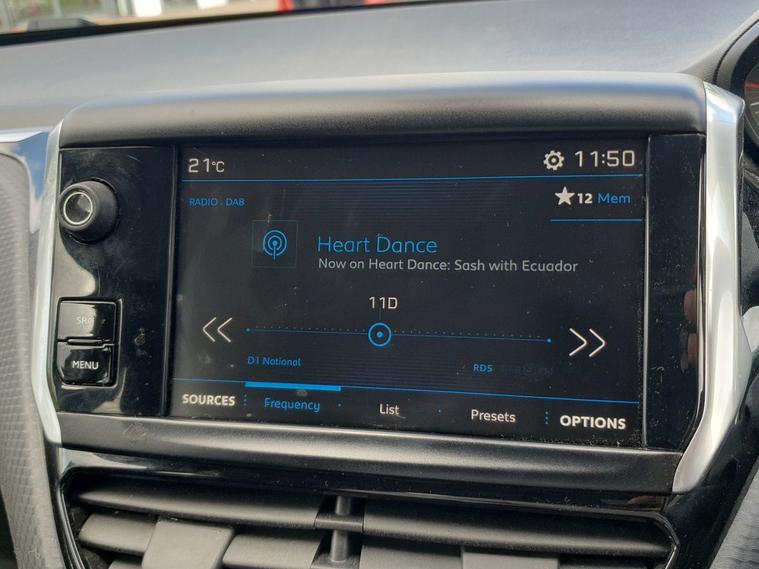 21°C
11:50
RADIO . DAB
12 Mem
Heart Dance
Now on Heart Dance: Sash with Ecuador
11D
D1 National
RDS
SRC
MENU
SOURCES
Frequency
List
Presets
OPTIONS